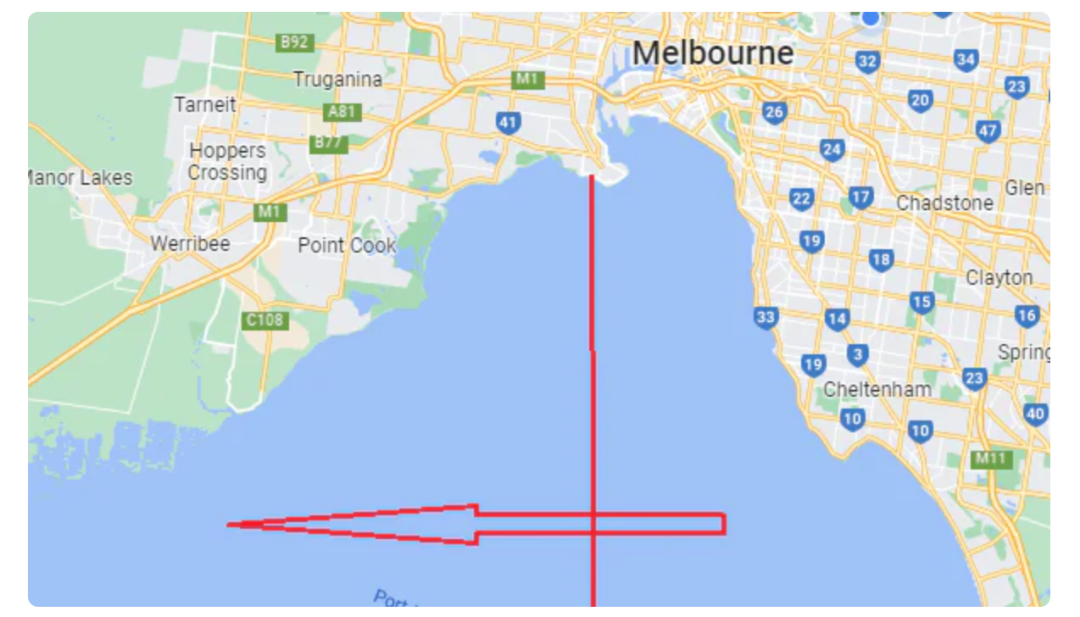 B92
32
34
Melbourne
Truganina
M1
23
Tarneit
A81
20
26
41
47
B77
Hoppers
Crossing
24
Manor Lakes
Glen
22
17
Chadstone
M1
Werribee
Point Cook
19
18
Clayton
15
C108
33
14
16
3
Spring
19
23
Cheltenham
10
40
10
M11